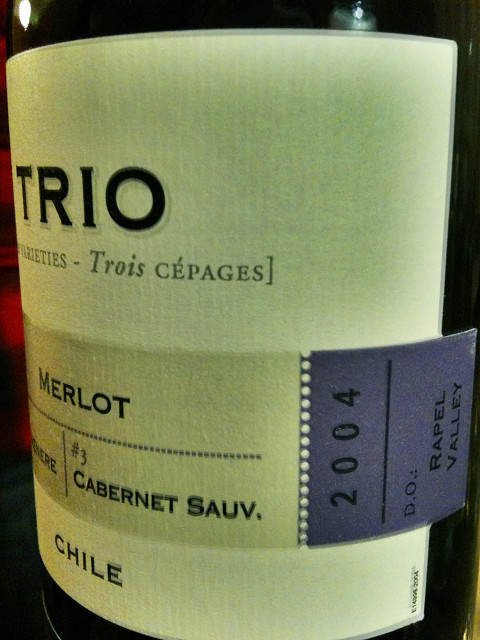 TRIO
VARIETIES - Trois CÉPAGES]
MERLOT
#3
CABERNET SAUV.
CHILE
2004
D.O.:
RAPEL
VALLEY